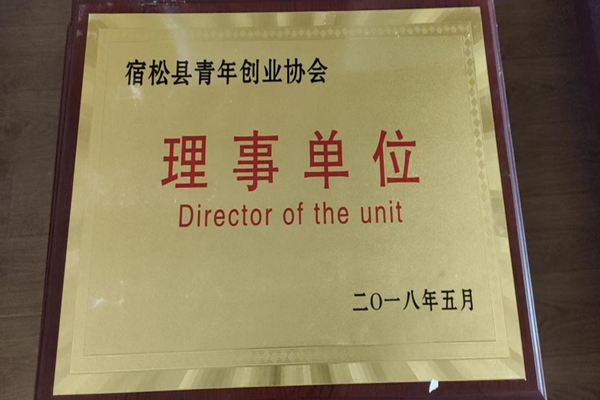 宿松县青年创业协会
理事单位
Director of the unit
二〇一八年五月